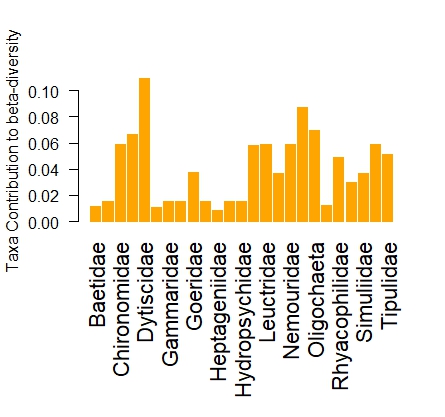 Taxa Contribution to beta-diversity
0.10
0.08
0.06
0.04
0.02
0.00
Baetidae
Chironomidae
Dytiscidae
Gammaridae
Goeridae
Heptageniidae
Hydropsychidae
Leuctridae
Nemouridae
Oligochaeta
Rhyacophilidae
Simuliidae
Tipulidae